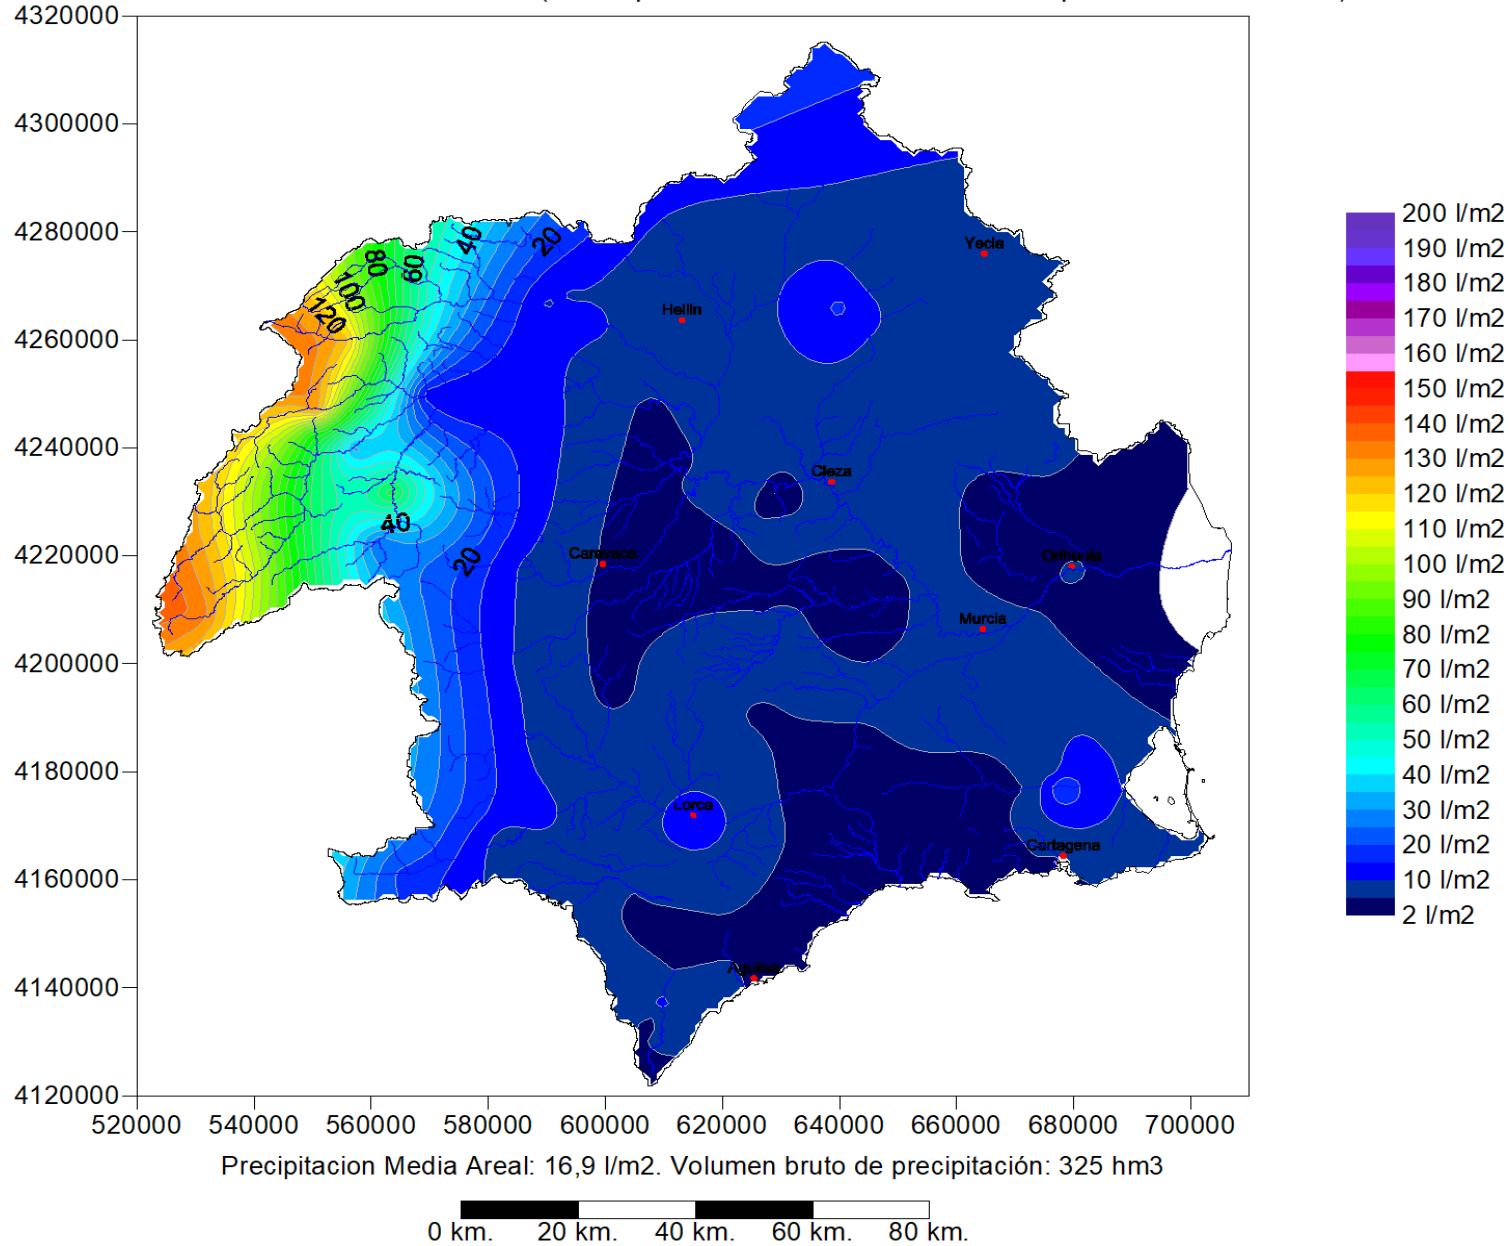 4320000
4300000
4280000
4260000
4240000
4220000
4200000
4180000
4160000
4140000
4120000
520000 540000 560000 580000 600000 620000 640000 660000 680000 700000
120
100
80
60
40
20
40
20
Yecla
Hellin
Cieza
Caravaca
Orihuela
Murcia
Lorca
Cartagena
Aguilas
200 l/m2
190 l/m2
180 l/m2
170 l/m2
160 l/m2
150 l/m2
140 l/m2
130 l/m2
120 l/m2
110 l/m2
100 l/m2
90 l/m2
80 l/m2
70 l/m2
60 l/m2
50 l/m2
40 l/m2
30 l/m2
20 l/m2
10 l/m2
2 l/m2
Precipitacion Media Areal: 16,9 l/m2. Volumen bruto de precipitación: 325 hm3
0 km. 20 km. 40 km. 60 km. 80 km.